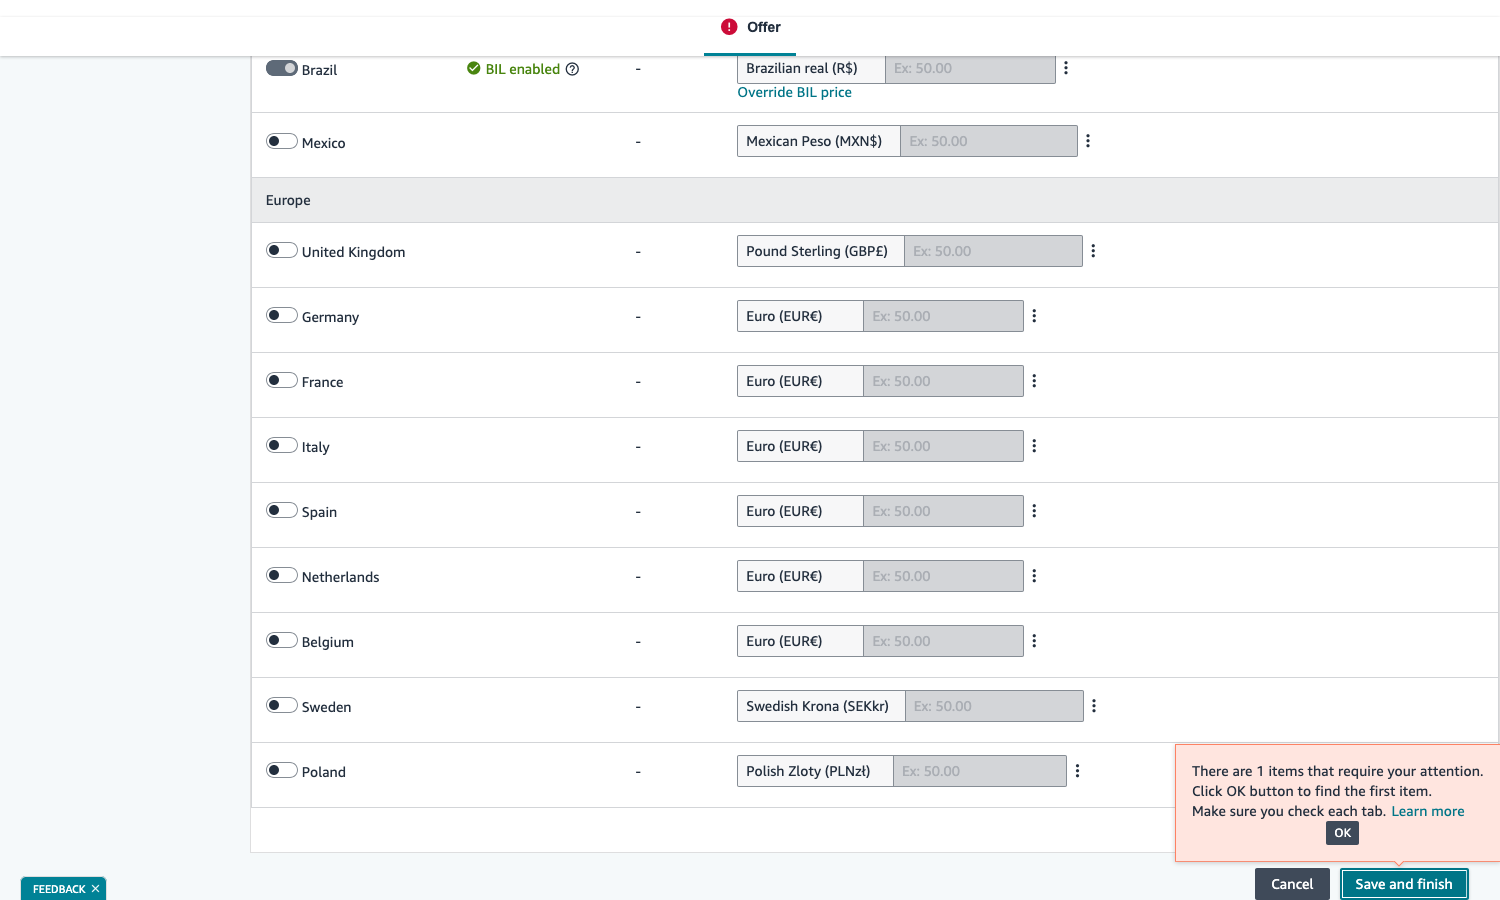 Offer
Brazil BIL enabled - Brazilian real (R$) Ex: 50.00
Override BIL price
Mexico - Mexican Peso (MXN$) Ex: 50.00
Europe
United Kingdom - Pound Sterling (GBP£) Ex: 50.00
Germany - Euro (EUR€) Ex: 50.00
France - Euro (EUR€) Ex: 50.00
Italy - Euro (EUR€) Ex: 50.00
Spain - Euro (EUR€) Ex: 50.00
Netherlands - Euro (EUR€) Ex: 50.00
Belgium - Euro (EUR€) Ex: 50.00
Sweden - Swedish Krona (SEKkr) Ex: 50.00
Poland - Polish Zloty (PLNzł) Ex: 50.00
There are 1 items that require your attention.
Click OK button to find the first item.
Make sure you check each tab. Learn more
OK
Cancel Save and finish
FEEDBACK